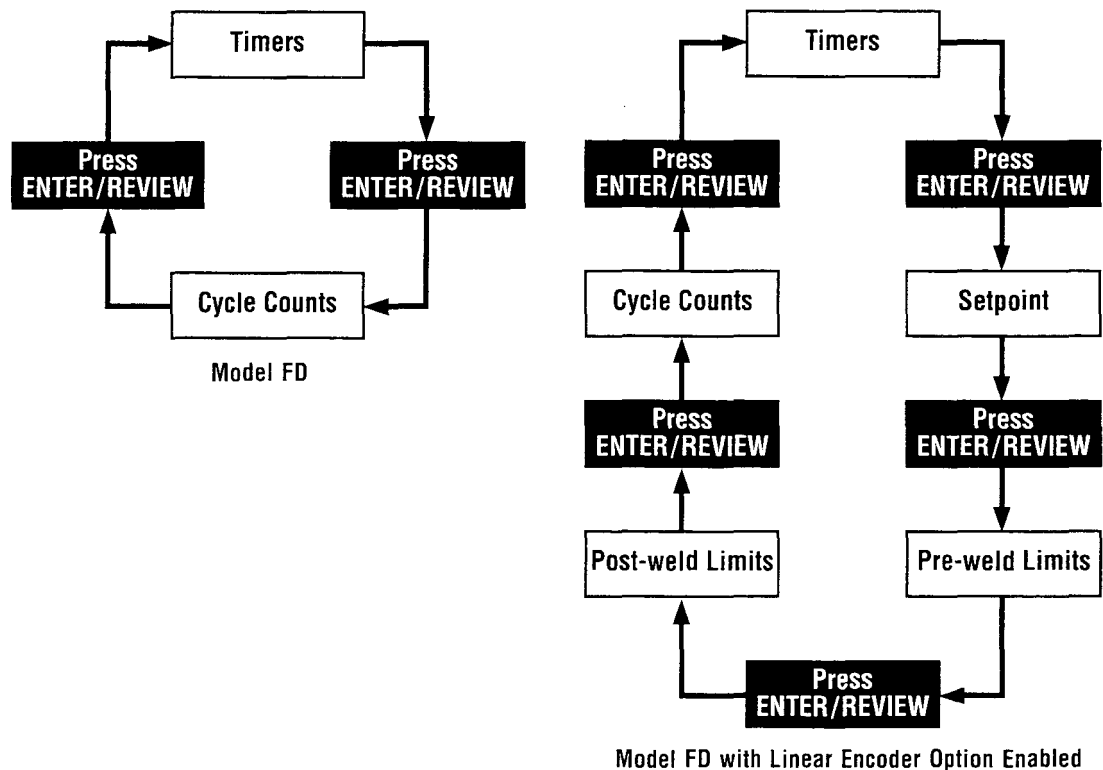 Timers
Press
ENTER/REVIEW
Press
ENTER/REVIEW
Cycle Counts
Model FD
Timers
Press
ENTER/REVIEW
Press
ENTER/REVIEW
Cycle Counts
Setpoint
Press
ENTER/REVIEW
Press
ENTER/REVIEW
Post-weld Limits
Pre-weld Limits
Press
ENTER/REVIEW
Model FD with Linear Encoder Option Enabled